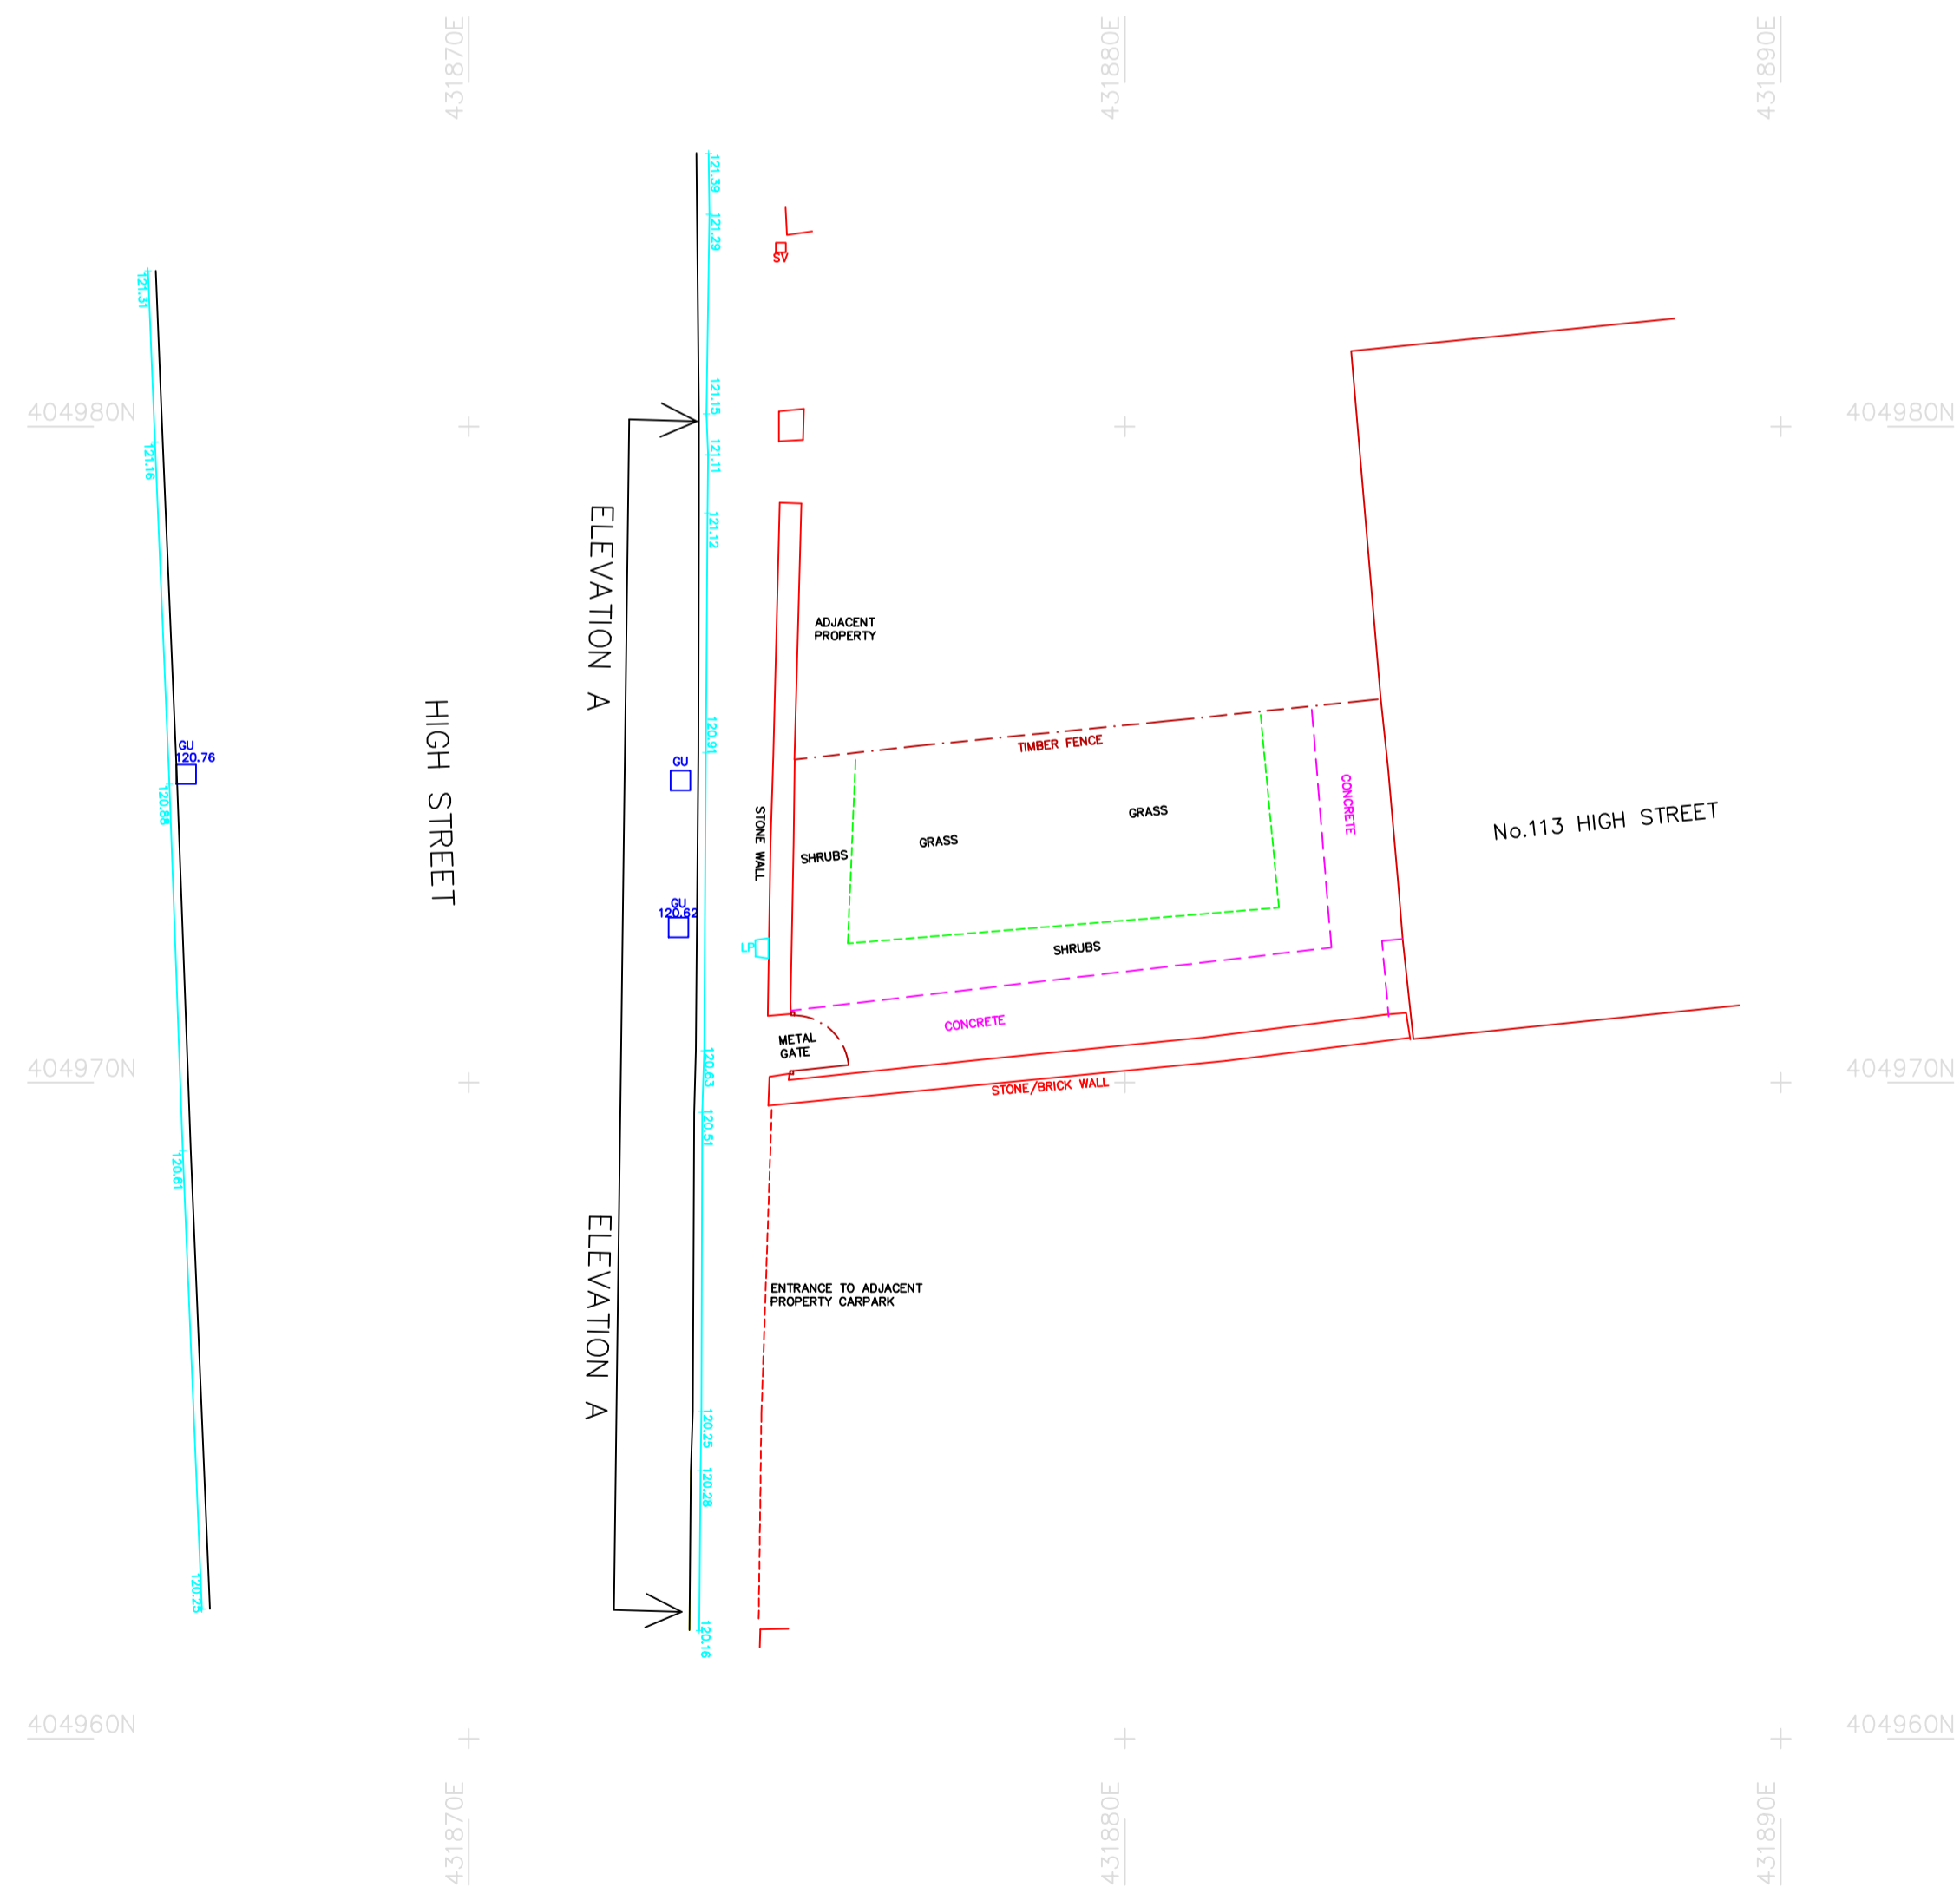 431870E
431880E
431890E
121.39
121.29
SV
121.31
404980N
404980N
121.15
121.16
121.11
121.12
ELEVATION A
ADJACENT
PROPERTY
HIGH STREET
120.91
TIMBER FENCE
GU
120.76
GU
120.88
CONCRETE
STONE WALL
GRASS
GRASS
No.113 HIGH STREET
SHRUBS
GU
120.62
LP
SHRUBS
CONCRETE
METAL
GATE
404970N
404970N
120.63
STONE/BRICK WALL
120.51
120.61
ELEVATION A
ENTRANCE TO ADJACENT
PROPERTY CARPARK
120.25
120.28
120.25
120.16
404960N
404960N
431870E
431880E
431890E